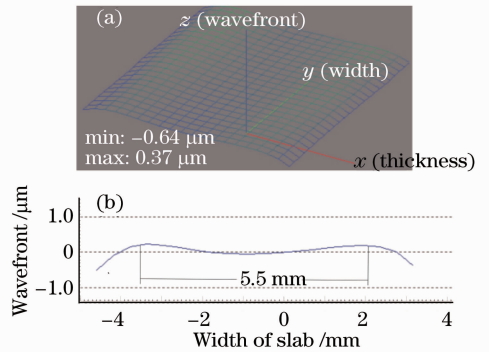 (a)
z (wavefront)
y (width)
min: −0.64 μm
max: 0.37 μm
x (thickness)
(b)
Wavefront /μm
1.0
0
−1.0
5.5 mm
−4 −2 0 2 4
Width of slab /mm